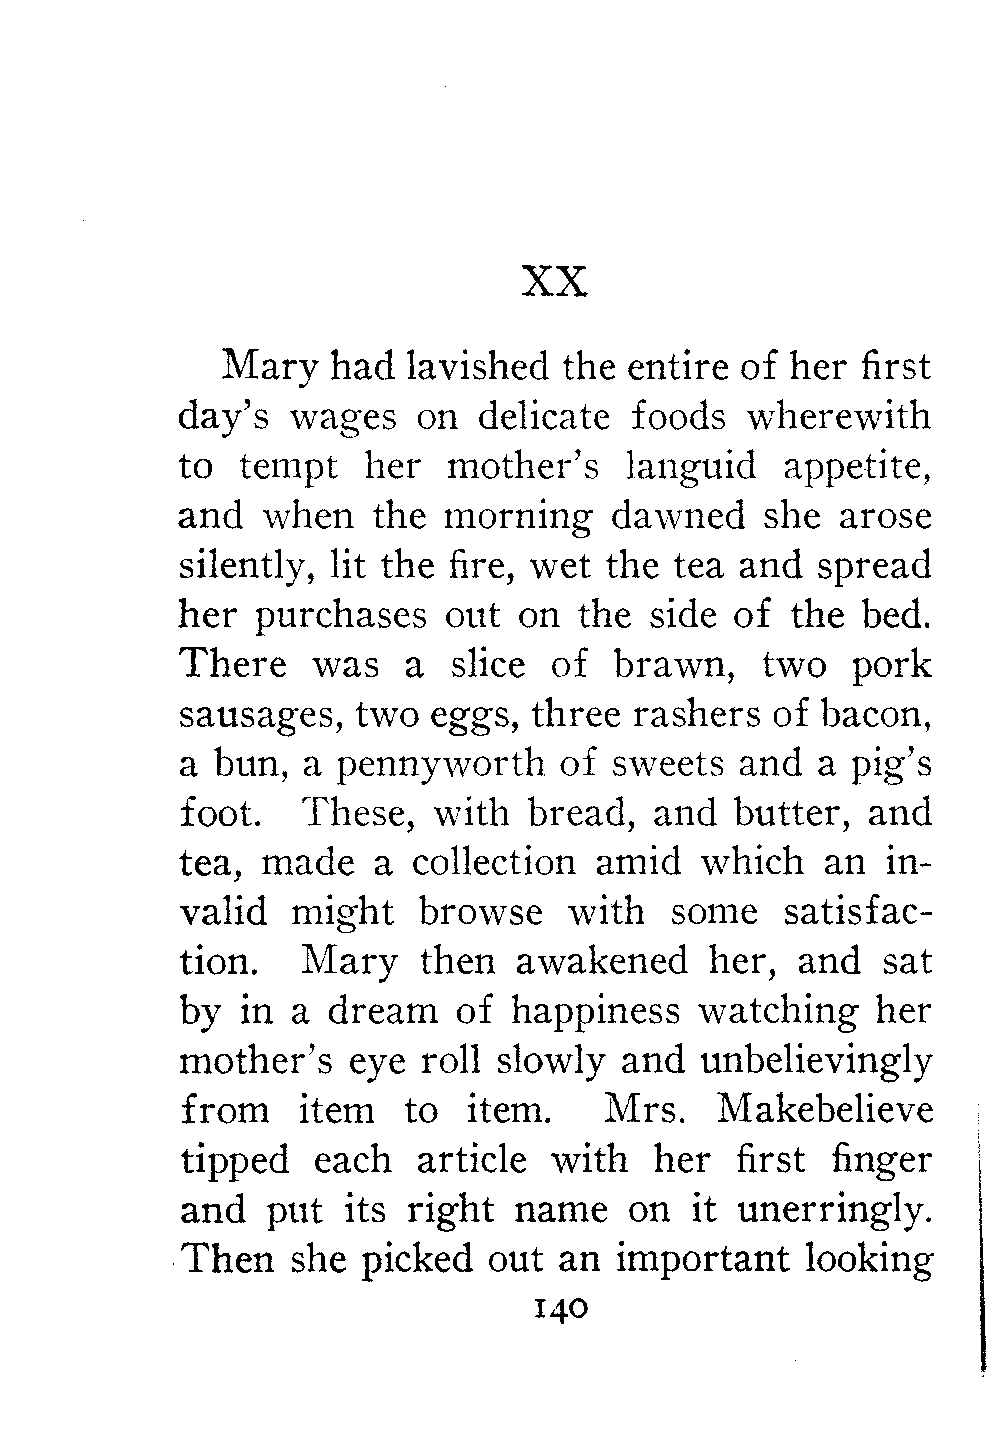 XX
Mary had lavished the entire of her first
day's wages on delicate foods wherewith
to tempt her mother's languid appetite,
and when the morning dawned she arose
silently, lit the fire, wet the tea and spread
her purchases out on the side of the bed.
There was a slice of brawn, two pork
sausages, two eggs, three rashers of bacon,
a bun, a pennyworth of sweets and a pig's
foot. These, with bread, and butter, and
tea, made a collection amid which an in-
valid might browse with some satisfac-
tion. Mary then awakened her, and sat
by in a dream of happiness watching her
mother's eye roll slowly and unbelievingly
from item to item. Mrs. Makebelieve
tipped each article with her first finger
and put its right name on it unerringly.
Then she picked out an important looking
140